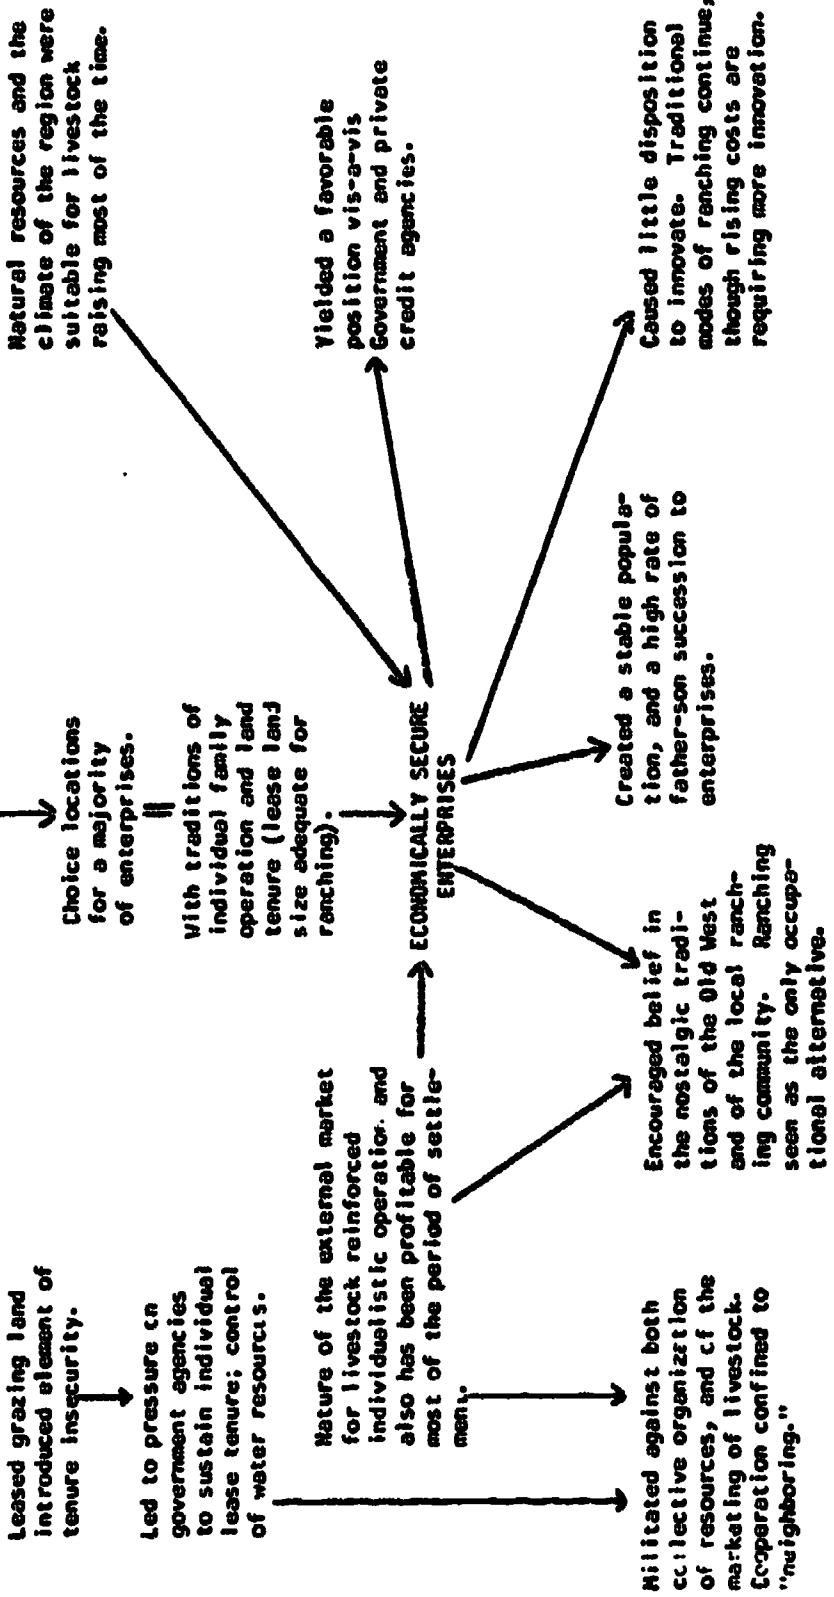 Leased grazing land
introduced element of
tenure insecurity.
Led to pressure on
government agencies
to sustain individual
lease tenure; control
of water resources.
Choice locations
for a majority
of enterprises.
With traditions of
individual family
operation and land
tenure (lease land
size adequate for
ranching).
Natural resources and the
climate of the region were
suitable for livestock
raising most of the time.
Nature of the external market
for livestock reinforced
individualistic operation and
also has been profitable for
most of the period of settle-
ment.
ECONOMICALLY SECURE
ENTERPRISES
Yielded a favorable
position vis-a-vis
Government and private
credit agencies.
Militated against both
collective organization
of resources, and of the
marketing of livestock.
Cooperation confined to
"neighboring."
Encouraged belief in
the nostalgic tradi-
tions of the Old West
and of the local ranch-
ing community. Ranching
seen as the only occupa-
tional alternative.
Created a stable popula-
tion, and a high rate of
father-son succession to
enterprises.
Caused little disposition
to innovate. Traditional
modes of ranching continue,
though rising costs are
requiring more innovation.